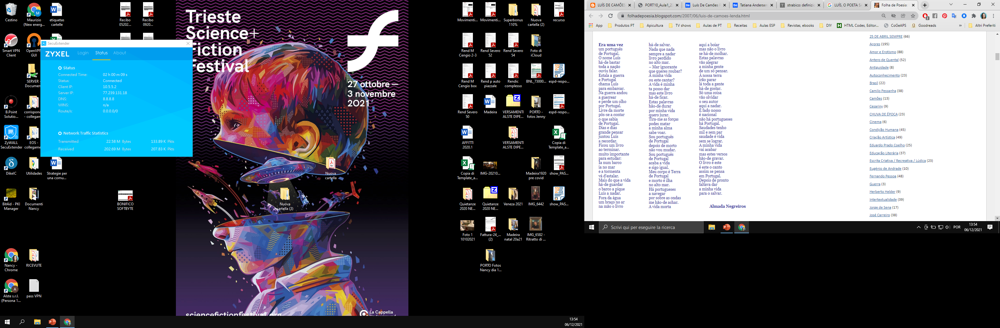 Cestino
Maurizio
(New energ...
etiquetas
cartelle
Recibo
05202...
Recibo
0920...
Smart VPN
Client
OpenVPN
GUI
SecuExtender
ZYXEL
Login
Status
About
Status
Connected Time: 02 h 00 m 09 s
Status: Connected
Client IP: 10.5.5.2
Server IP: 77.239.131.18
DNS: 8.8.8.8
WINS: n/a
Route/s: 0.0.0.0/0
Network Traffic Statistics
Transmitted 22.58 M Bytes 133.89 K Pkts
Received 202.69 M Bytes 207.83 K Pkts
SERVER -
Documen
B.Point
Solutio...
corrispond
- collegam
ZyWALL
SecuExtender
EOS -
collegame
DikeIC
Utilidades
Strategie per
una comu...
Bit4id - PKI
Manager
Documenti
Nancy
BONIFICO
SOFTBYTE
Nancy -
Chrome
RICEVUTE
Alste s.r.l.
(Persona 1...
pass VPN
Trieste
Science+
Fiction
Festival
27 ottobre —
3 novembre
2021
Nuova
cartella
Nuova
cartella (3)
sciencefictionfestival.org
La Cappella
Underground
Movimenti...
Movimenti...
Superbonus
110%
Nuova
cartella (2)
recurso
Rend M
Cengio 2-3
Rend Severo
52
Rend Severo
54
Foto di
iCloud
Rend M
Cengio box
Rend p auto
piazzale
Rendic
complesso
BNL_73000...
espd-respo...
Rend Severo
50
Madeira
VERSAMENTI
ALSTE DIPE...
PORTO -
fotos Jenny
espd-respo...
AFFITTI
2020.1
VERSAMENTI
ALSTE DIPE...
Copia di
Template_a...
Copia di
Template_a...
IMG-20210...
Madeira1920
pre covid
show_PAS...
Quietanze
2020 NE...
Quietanze
2020 NE...
Veneza 2021
IMG_6442
show_PAS...
Foto 1
10102021
Fattura-24_...
(2)
Madeira
natal 20a21
IMG_6582 -
Ritratto di ...
PORTO Fotos
Nancy dia 1...
13:54
06/12/2021
LUÍS DE CAMÕES
PORT10_Aula1_2
Luís De Camões
Tatiana Andersen
strabico: definizio
LUÍS, O POETA SA
Folha de Poesia:
folhadepoesia.blogspot.com/2007/06/luis-de-camoes-lenda.html
App
Produtos PT
Apicultura
TV shows
Aulas de PT
Receitas
Aulas ESP
Revistas, ebooks
DIY
HTML Codes, Editor...
CoGeAPS
Goodreads
»
Altri Preferiti
Era uma vez
um português
de Portugal.
O nome Luís
há-de bastar
toda a nação
ouviu falar.
Estala a guerra
e Portugal
chama Luís
para embarcar.
Na guerra andou
a guerrear
e perde um olho
por Portugal.
Livre da morte
pôs-se a contar
o que sabia
de Portugal.
Dias e dias
grande pensar
juntou Luís
a recordar.
Ficou um livro
ao terminar.
muito importante
para estudar:
Ia num barco
ia no mar
e a tormenta
vá d'estalar.
Mais do que a vida
há-de guardar
o barco a pique
Luís a nadar.
Fora da água
um braço no ar
na mão o livro
há-de salvar.
Nada que nada
sempre a nadar
livro perdido
no alto mar.
– Mar ignorante
que queres roubar?
A minha vida
ou este cantar?
A vida é minha
ta posso dar
mas este livro
há-de ficar.
Estas palavras
hão-de durar
por minha vida
quero jurar.
Tira-me as forças
podes matar
a minha alma
sabe voar.
Sou português
de Portugal
depois de morto
não vou mudar.
Sou português
de Portugal
acaba a vida
e sigo igual.
Meu corpo é Terra
de Portugal
e morto é ilha
no alto mar.
Há portugueses
a navegar
por sobre as ondas
me hão-de achar.
A vida morta
aqui a boiar
mas não o livro
se há-de molhar.
Estas palavras
vão alegrar
a minha gente
de um só pensar.
À nossa terra
irão parar
lá toda a gente
há-de gostar.
Só uma coisa
vão olvidar
o seu autor
aqui a nadar.
É fado nosso
é nacional
não há portugueses
há Portugal.
Saudades tenho
mil e sem par
saudade é vida
sem se lograr.
A minha vida
vai acabar
mas estes versos
hão-de gravar.
O livro é este
é este o canto
assim se pensa
em Portugal.
Depois de pronto
faltava dar
a minha vida
para o salvar.
Almada Negreiros
25 DE ABRIL SEMPRE (66)
Açores (195)
Amor e Erotismo (88)
Antero de Quental (52)
Antiguidade (8)
Autoconhecimento (23)
Brasil (22)
Camilo Pessanha (38)
Camões (13)
Cesariny (9)
CHUVA DE ÉPOCA (23)
Cinema (6)
Condição Humana (45)
Criação Artística (49)
Eduardo Prado Coelho (25)
Educação Literária (37)
Escrita Criativa / Recreativa / Lúdica (23)
Eugénio de Andrade (10)
Fernando Pessoa (48)
Guerra (3)
Herberto Helder (9)
Intertextualidade (39)
Jorge de Sena (17)
José Carreiro (38)
Scrivi qui per eseguire la ricerca
POR
13:54
06/12/2021